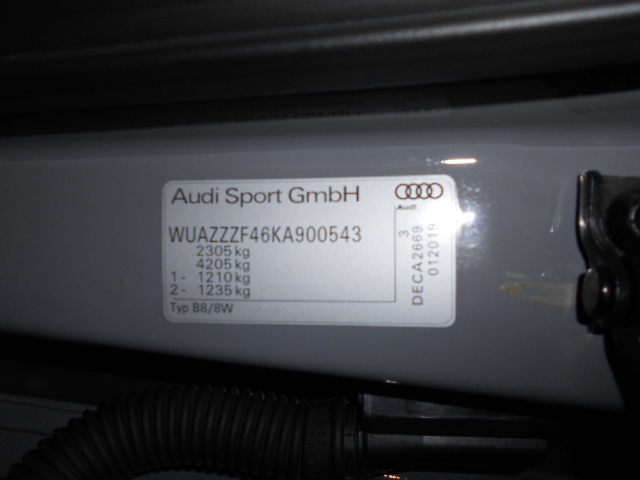 Audi Sport GmbH
Audi
WUAZZZF46KA900543
2305 kg
4205 kg
1 - 1210 kg
2 - 1235 kg
Typ B8/8W
3
DECA2669
012019